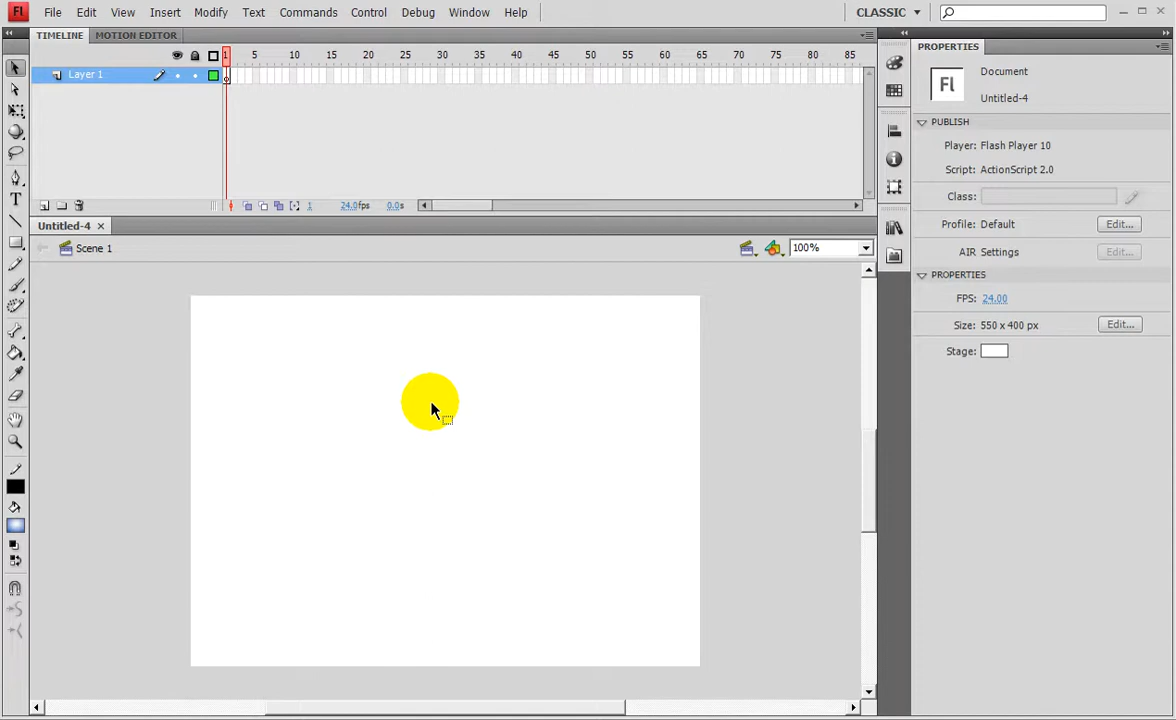 Fl File Edit View Insert Modify Text Commands Control Debug Window Help CLASSIC
TIMELINE MOTION EDITOR
1 5 10 15 20 25 30 35 40 45 50 55 60 65 70 75 80 85
Layer 1
1 24.0fps 0.0s
Untitled-4
Scene 1 100%
PROPERTIES
Fl
Document
Untitled-4
PUBLISH
Player: Flash Player 10
Script: ActionScript 2.0
Class:
Profile: Default Edit...
AIR Settings Edit...
PROPERTIES
FPS: 24.00
Size: 550 x 400 px Edit...
Stage:
T